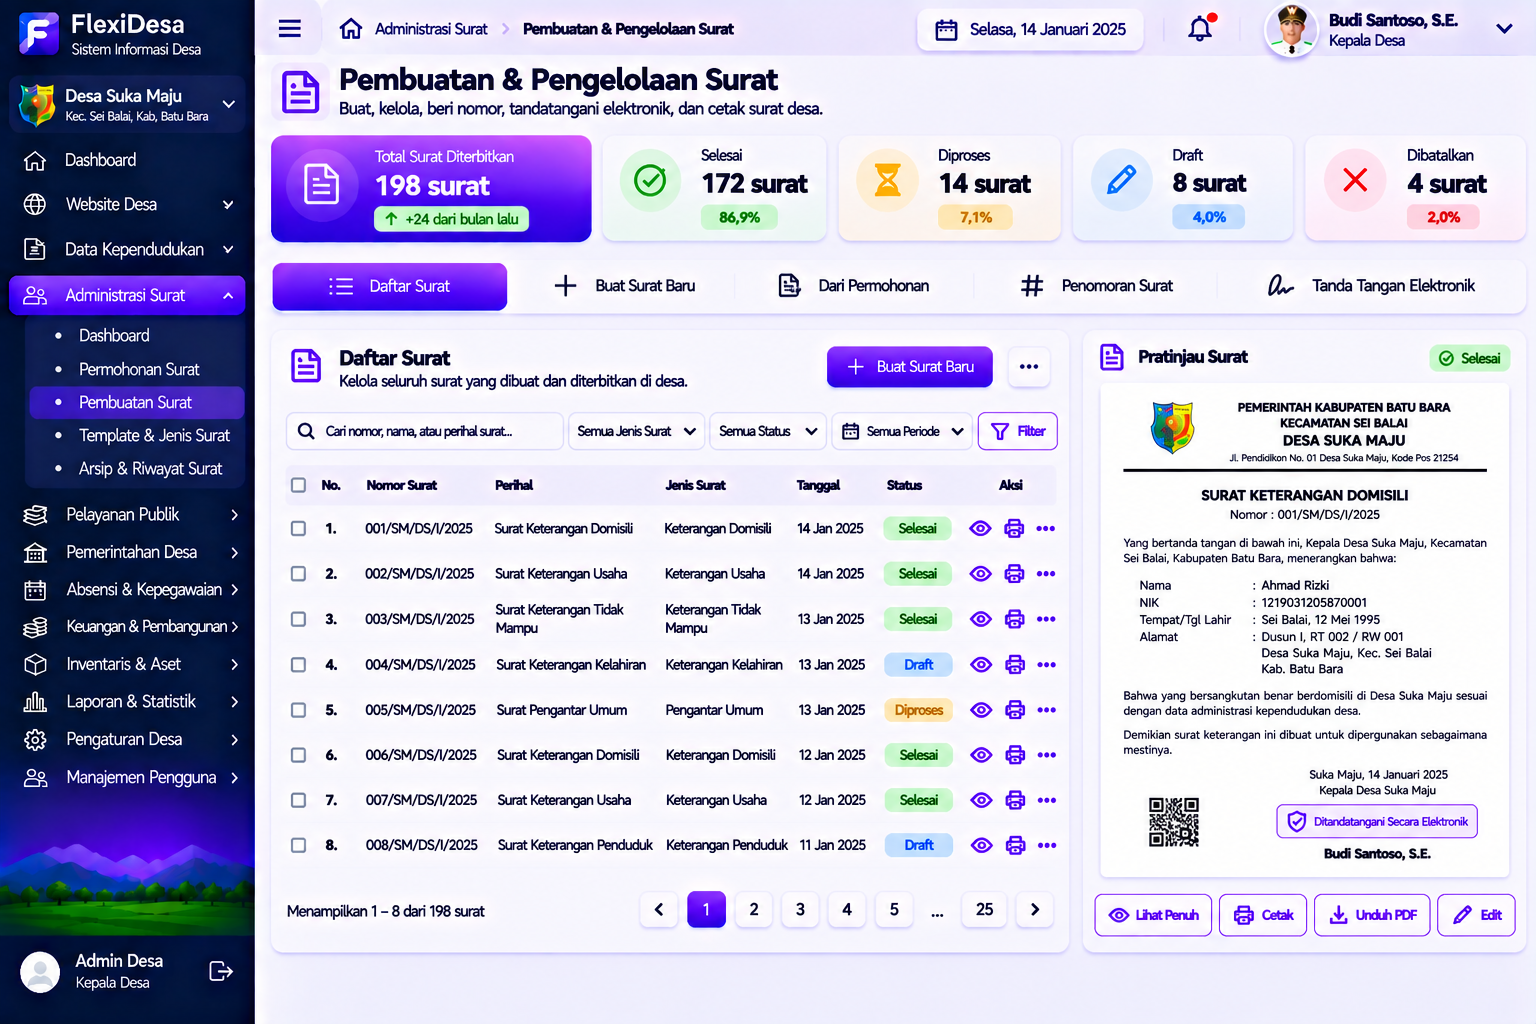 FlexiDesa
Sistem Informasi Desa
Desa Suka Maju
Kec. Sei Balai, Kab, Batu Bara
Dashboard
Website Desa
Data Kependudukan
Administrasi Surat
Dashboard
Permohonan Surat
Pembuatan Surat
Template & Jenis Surat
Arsip & Riwayat Surat
Pelayanan Publik
Pemerintahan Desa
Absensi & Kepegawaian
Keuangan & Pembangunan
Inventaris & Aset
Laporan & Statistik
Pengaturan Desa
Manajemen Pengguna
Admin Desa
Kepala Desa
Administrasi Surat
Pembuatan & Pengelolaan Surat
Selasa, 14 Januari 2025
Budi Santoso, S.E.
Kepala Desa
Pembuatan & Pengelolaan Surat
Buat, kelola, beri nomor, tandatangani elektronik, dan cetak surat desa.
Total Surat Diterbitkan
198 surat
+24 dari bulan lalu
Selesai
172 surat
86,9%
Diproses
14 surat
7,1%
Draft
8 surat
4,0%
Dibatalkan
4 surat
2,0%
Daftar Surat
Buat Surat Baru
Dari Permohonan
Penomoran Surat
Tanda Tangan Elektronik
Daftar Surat
Kelola seluruh surat yang dibuat dan diterbitkan di desa.
Buat Surat Baru
Cari nomor, nama, atau perihal surat...
Semua Jenis Surat
Semua Status
Semua Periode
Filter
No. Nomor Surat Perihal Jenis Surat Tanggal Status Aksi
1. 001/SM/DS/I/2025 Surat Keterangan Domisili Keterangan Domisili 14 Jan 2025 Selesai
2. 002/SM/DS/I/2025 Surat Keterangan Usaha Keterangan Usaha 14 Jan 2025 Selesai
3. 003/SM/DS/I/2025 Surat Keterangan Tidak Mampu Keterangan Tidak Mampu 13 Jan 2025 Selesai
4. 004/SM/DS/I/2025 Surat Keterangan Kelahiran Keterangan Kelahiran 13 Jan 2025 Draft
5. 005/SM/DS/I/2025 Surat Pengantar Umum Pengantar Umum 13 Jan 2025 Diproses
6. 006/SM/DS/I/2025 Surat Keterangan Domisili Keterangan Domisili 12 Jan 2025 Selesai
7. 007/SM/DS/I/2025 Surat Keterangan Usaha Keterangan Usaha 12 Jan 2025 Selesai
8. 008/SM/DS/I/2025 Surat Keterangan Penduduk Keterangan Penduduk 11 Jan 2025 Draft
Menampilkan 1 – 8 dari 198 surat
1 2 3 4 5 ... 25
Pratinjau Surat
Selesai
PEMERINTAH KABUPATEN BATU BARA
KECAMATAN SEI BALAI
DESA SUKA MAJU
Jl. Pendidikon No. 01 Desa Suka Maju, Kode Pos 21254
SURAT KETERANGAN DOMISILI
Nomor : 001/SM/DS/I/2025
Yang bertanda tangan di bawah ini, Kepala Desa Suka Maju, Kecamatan
Sei Balai, Kabupaten Batu Bara, menerangkan bahwa:
Nama : Ahmad Rizki
NIK : 1219031205870001
Tempat/Tgl Lahir : Sei Balai, 12 Mei 1995
Alamat : Dusun I, RT 002 / RW 001
Desa Suka Maju, Kec. Sei Balai
Kab. Batu Bara
Bahwa yang bersangkutan benar berdomisili di Desa Suka Maju sesuai
dengan data administrasi kependudukan desa.
Demikian surat keterangan ini dibuat untuk dipergunakan sebagaimana
mestinya.
Suka Maju, 14 Januari 2025
Kepala Desa Suka Maju
Ditandatangani Secara Elektronik
Budi Santoso, S.E.
Lihat Penuh
Cetak
Unduh PDF
Edit